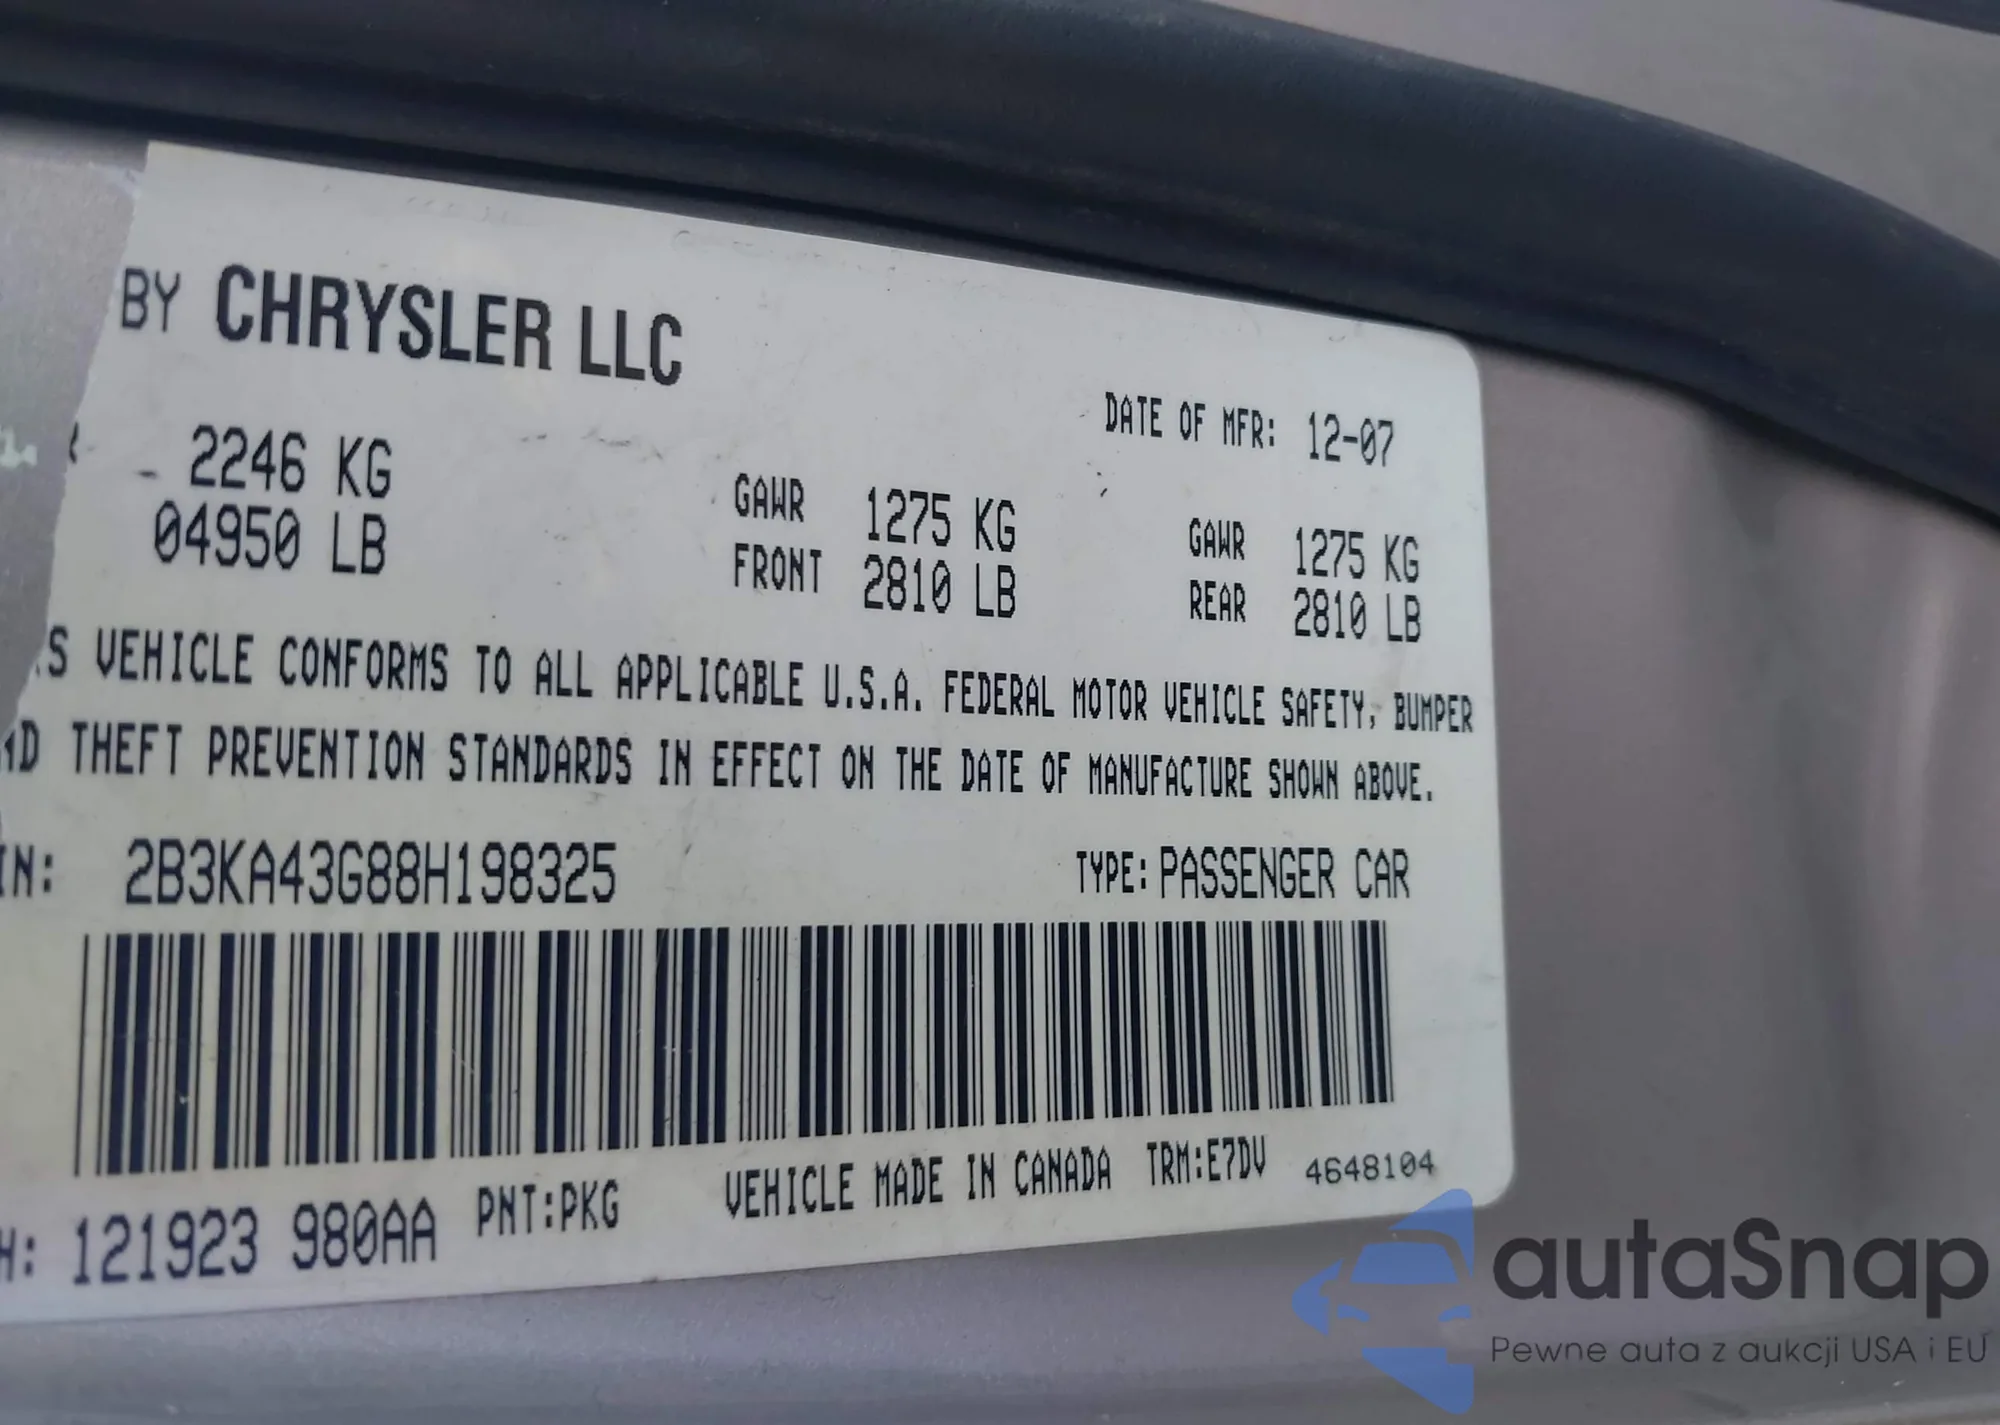 BY CHRYSLER LLC
DATE OF MFR: 12-07
2246 KG
04950 LB
GAWR 1275 KG
FRONT 2810 LB
GAWR 1275 KG
REAR 2810 LB
S VEHICLE CONFORMS TO ALL APPLICABLE U.S.A. FEDERAL MOTOR VEHICLE SAFETY, BUMPER
THEFT PREVENTION STANDARDS IN EFFECT ON THE DATE OF MANUFACTURE SHOWN ABOVE.
IN: 2B3KA43G88H198325 TYPE: PASSENGER CAR
H: 121923 980AA PNT:PKG VEHICLE MADE IN CANADA TRM:E7DV 4648104
autaSnap
Pewne auta z aukcji USA i EU